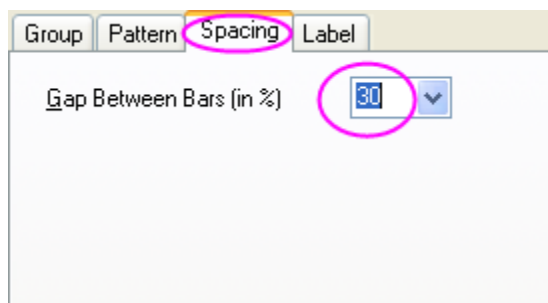 Group Pattern Spacing Label
Gap Between Bars (in %) 30